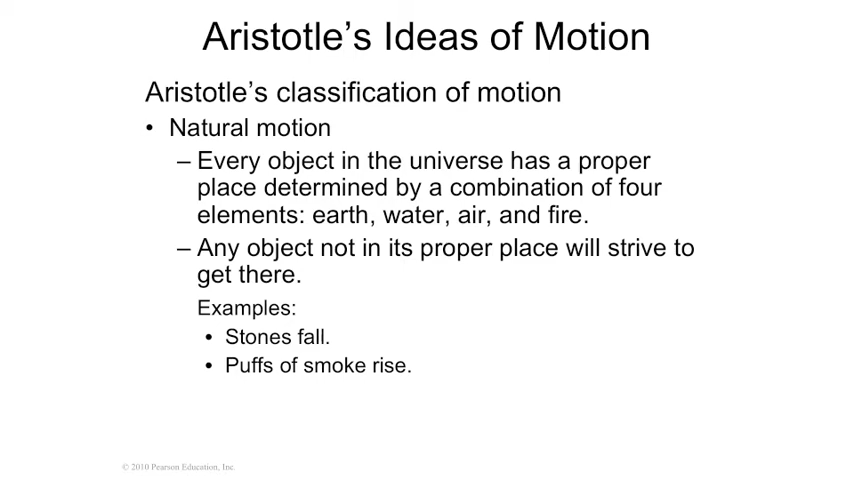 Aristotle’s Ideas of Motion
Aristotle’s classification of motion
• Natural motion
– Every object in the universe has a proper
place determined by a combination of four
elements: earth, water, air, and fire.
– Any object not in its proper place will strive to
get there.
Examples:
• Stones fall.
• Puffs of smoke rise.
© 2010 Pearson Education, Inc.